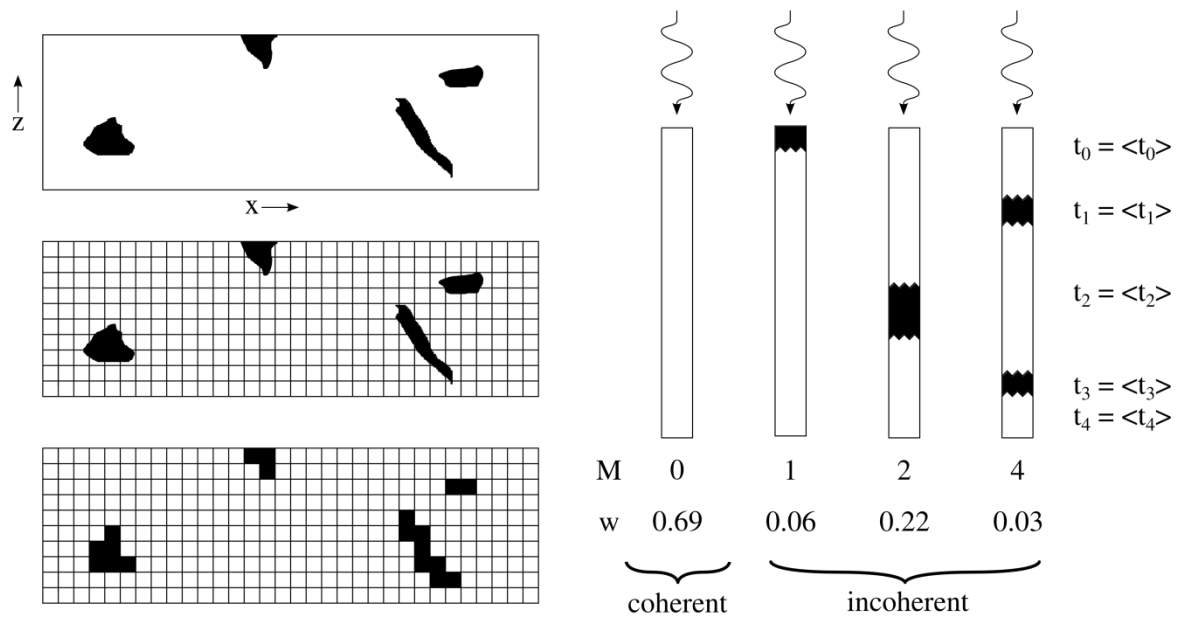 z
x
t₀ = <t₀>
t₁ = <t₁>
t₂ = <t₂>
t₃ = <t₃>
t₄ = <t₄>
M 0 1 2 4
w 0.69 0.06 0.22 0.03
coherent incoherent